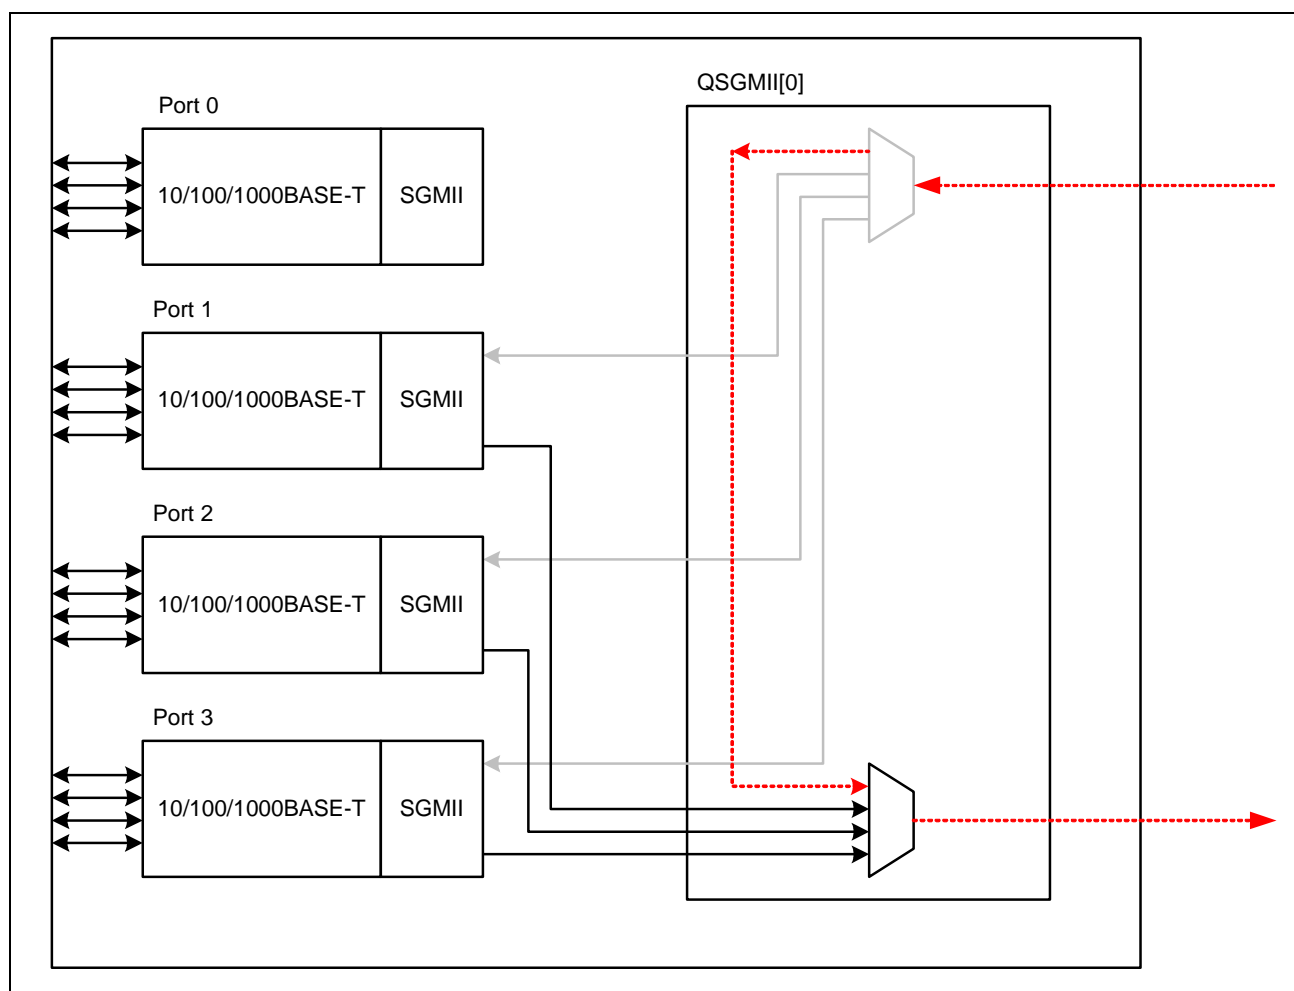 QSGMII[0]
Port 0
10/100/1000BASE-T SGMII
Port 1
10/100/1000BASE-T SGMII
Port 2
10/100/1000BASE-T SGMII
Port 3
10/100/1000BASE-T SGMII